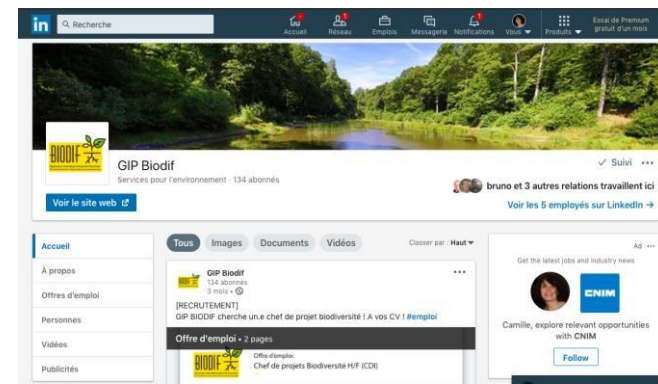 in Recherche
Accueil Réseau Emplois Messagerie Notifications Vous Produits Essai de Premium gratuit d'un mois
BIODIF
GIP Biodif
Services pour l'environnement · 134 abonnés
✓ Suivi
bruno et 3 autres relations travaillent ici
Voir le site web
Voir les 5 employés sur LinkedIn →
Accueil
À propos
Offres d'emploi
Personnes
Vidéos
Publicités
Tous Images Documents Vidéos Classer par : Haut
GIP Biodif
134 abonnés
3 mois •
[RECRUTEMENT]
GIP BIODIF cherche un.e chef de projet biodiversité ! A vos CV ! #emploi
Offre d'emploi • 2 pages
BIODIF
Offre d'emploi
Chef de projets Biodiversité H/F (CDI)
Ad
Get the latest jobs and industry news
CNIM
Camille, explore relevant opportunities
with CNIM
Follow